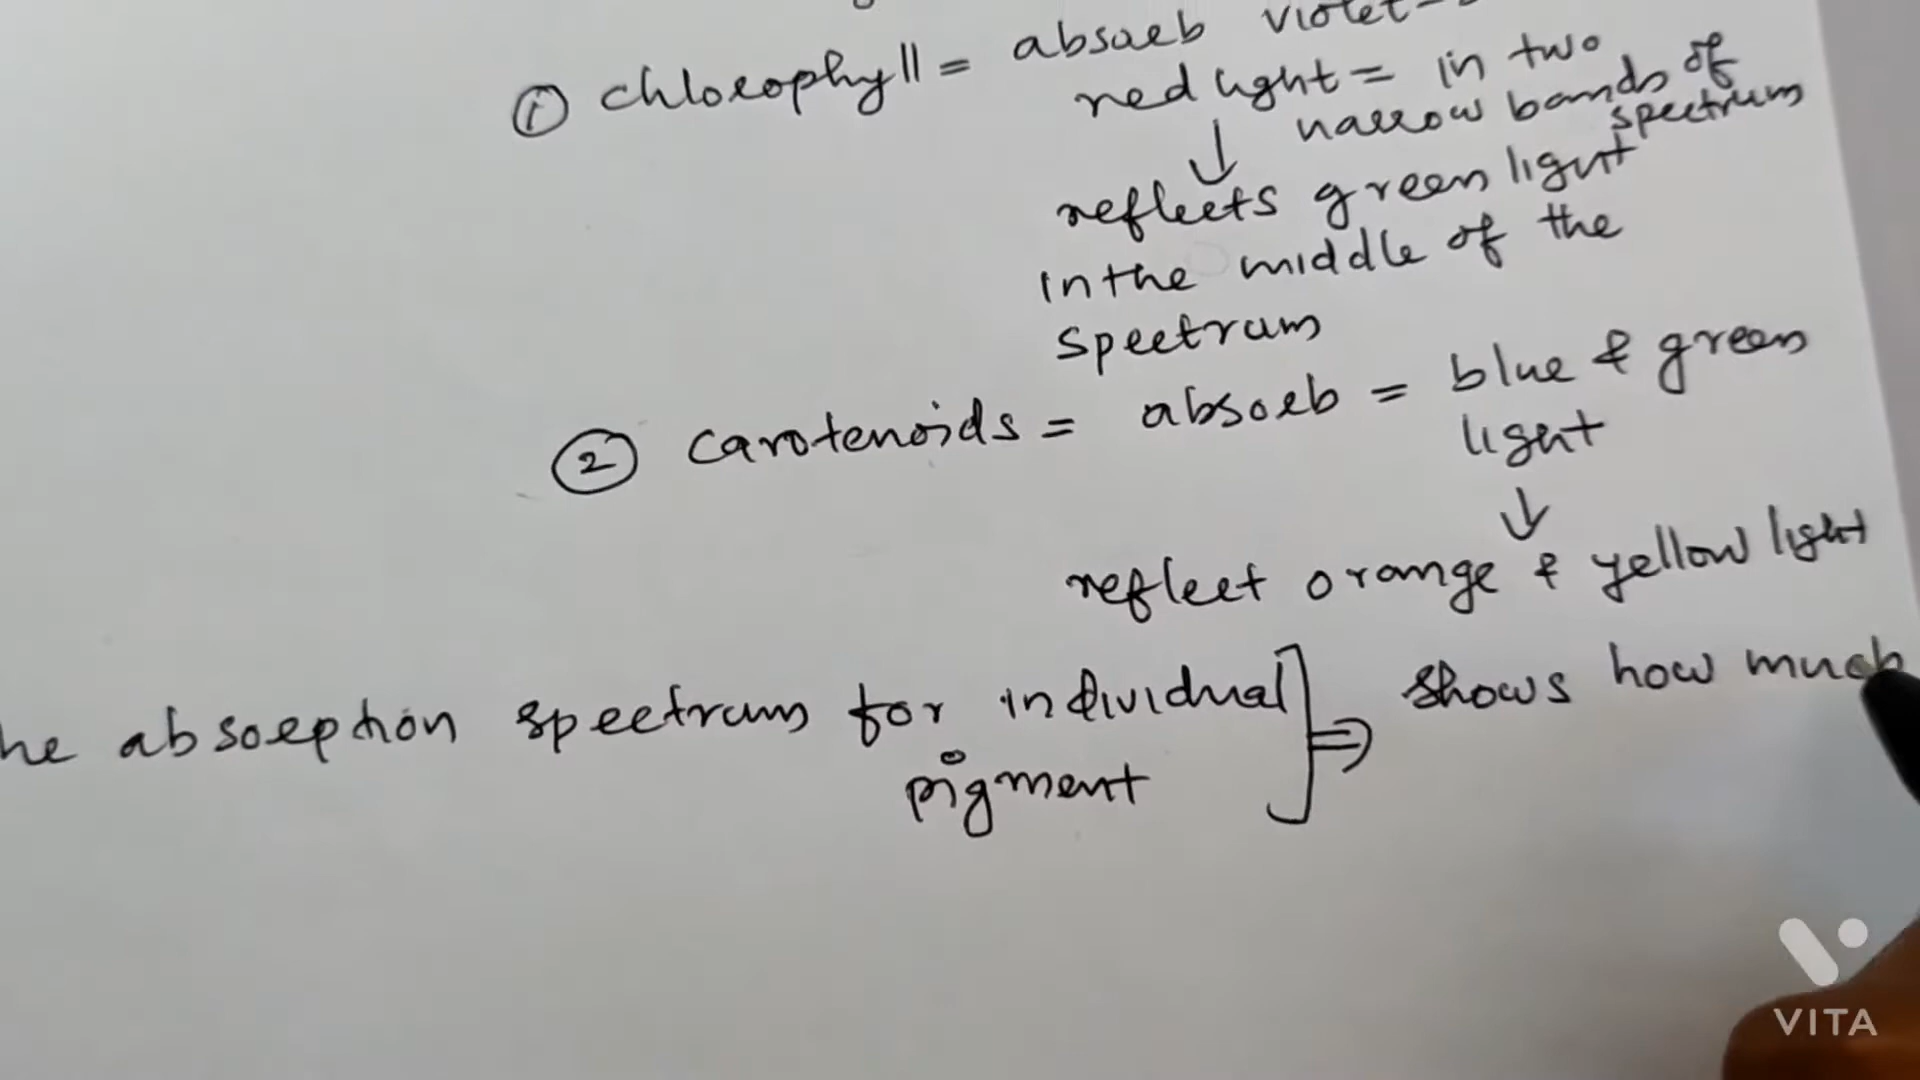 ① chlorophyll = absorb violet-
red light = in two
narrow bands of
spectrum
↓
reflects green light
in the middle of the
spectrum
② carotenoids = absorb = blue & green
light
↓
reflect orange & yellow light
he absorption spectrum for individual ] ⇒ shows how much
pigment
VITA